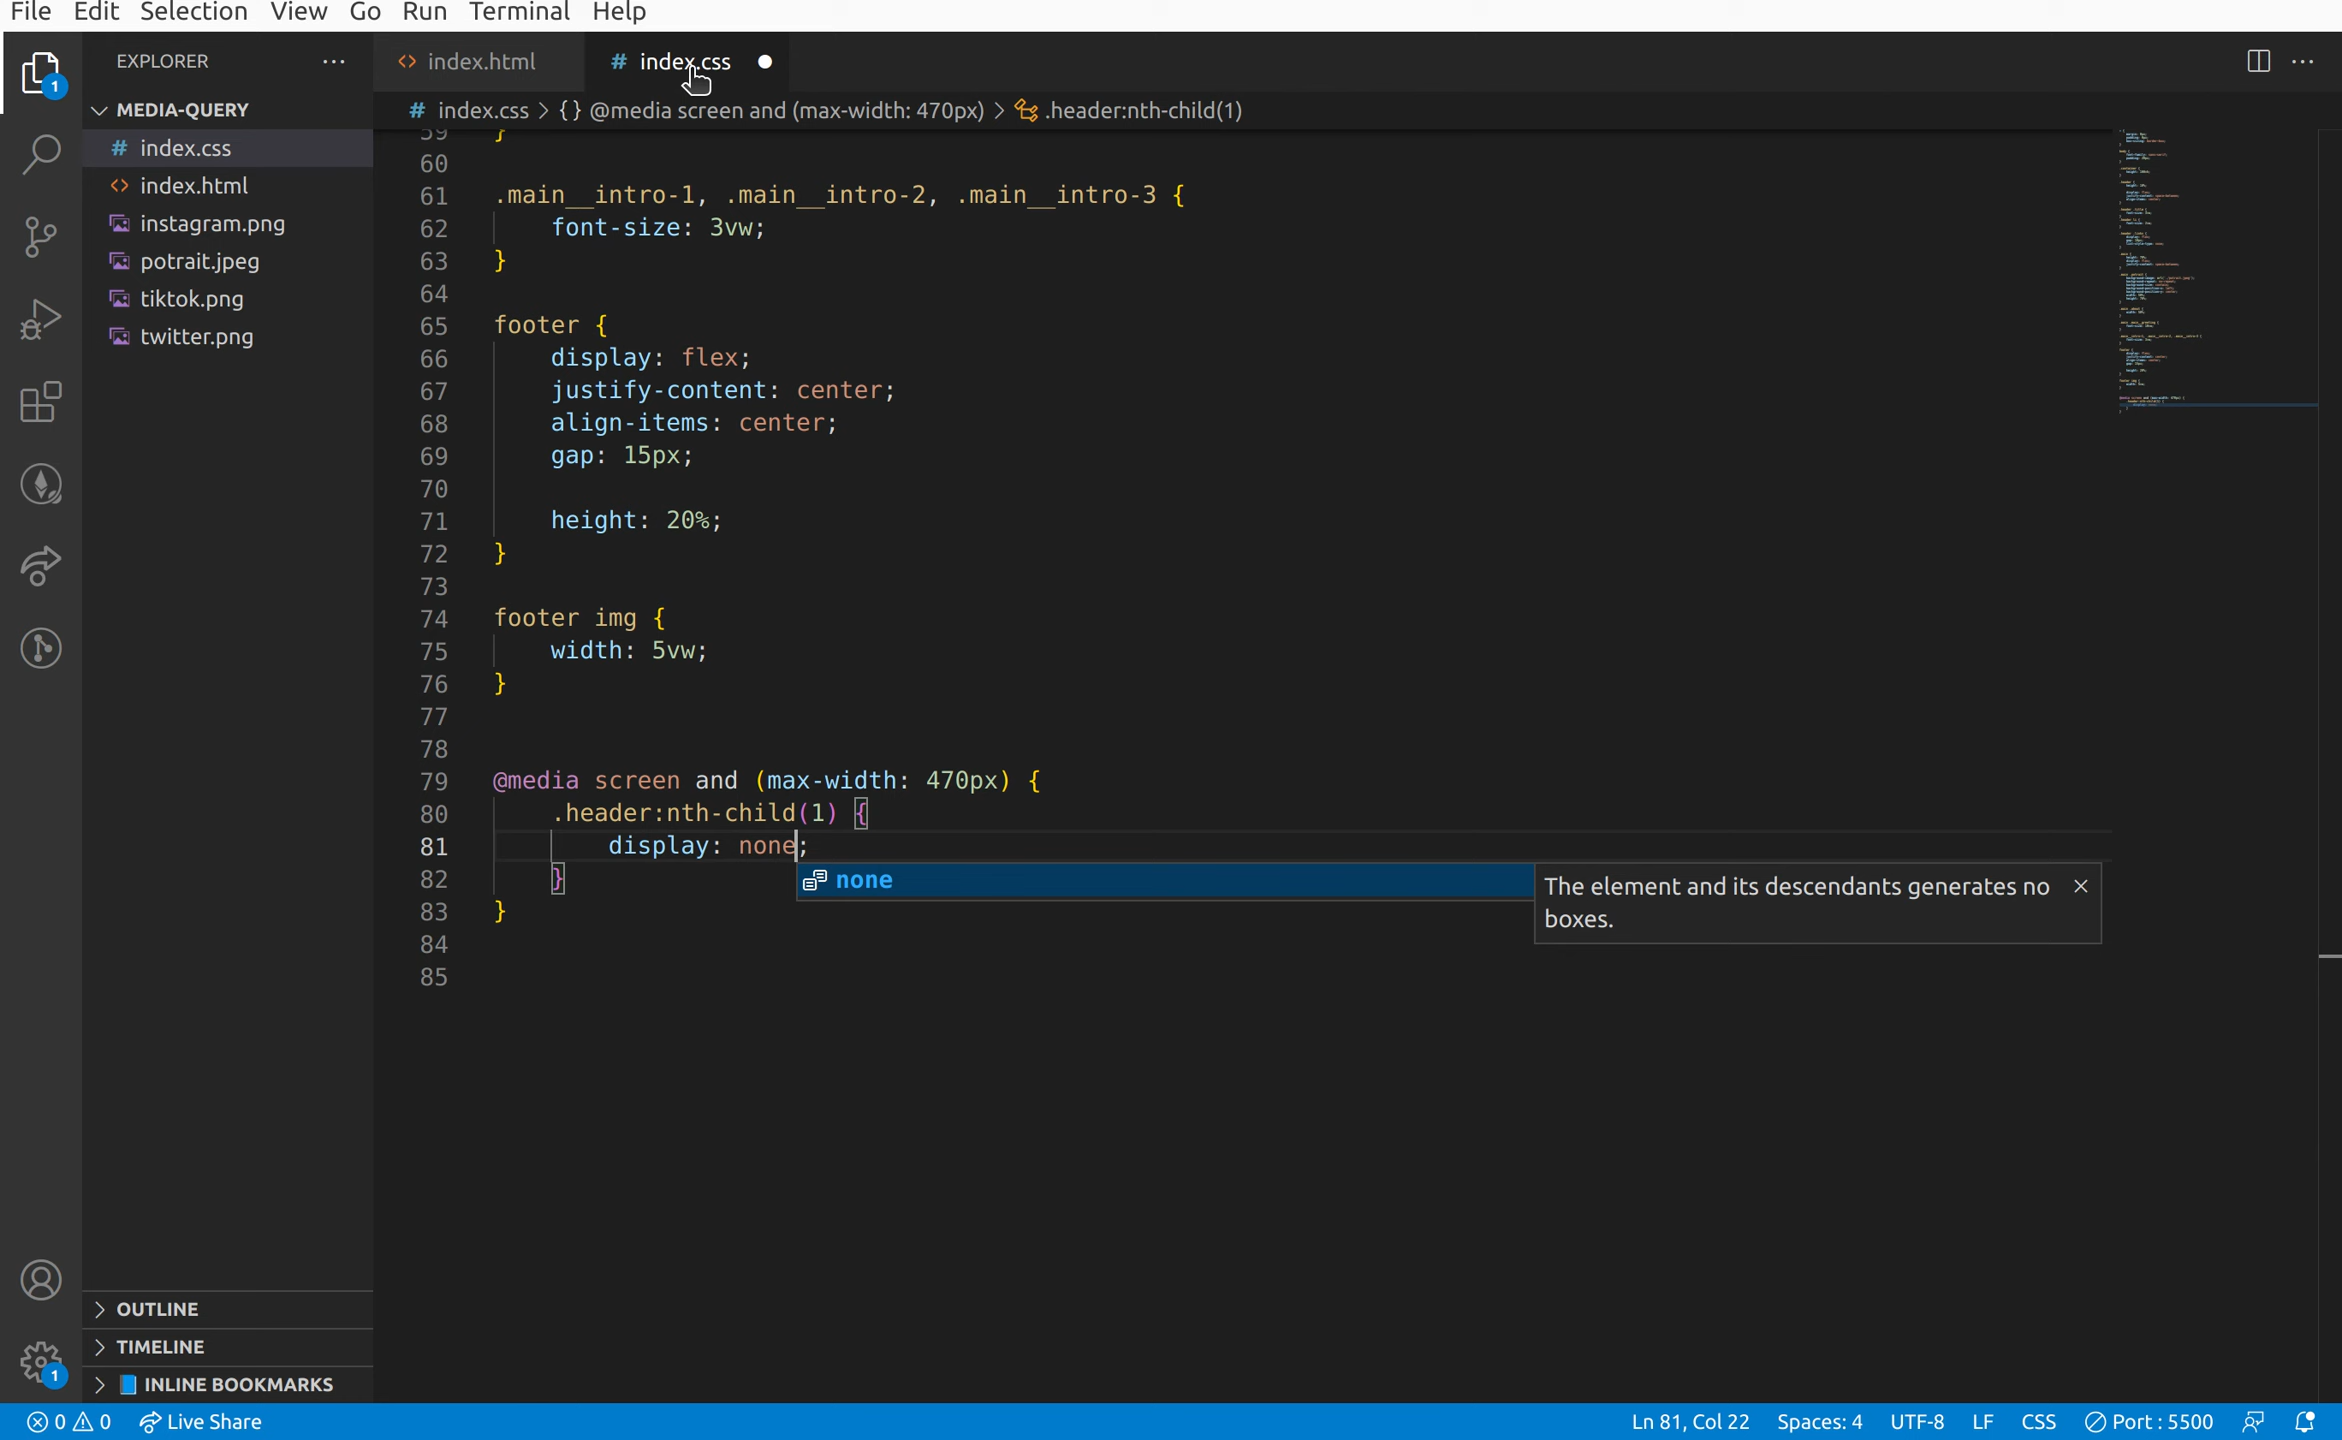 File Edit Selection View Go Run Terminal Help
EXPLORER
index.html
# index.css
MEDIA-QUERY
# index.css > {} @media screen and (max-width: 470px) > .header:nth-child(1)
# index.css
<> index.html
instagram.png
potrait.jpeg
tiktok.png
twitter.png
59 }
60
61 .main__intro-1, .main__intro-2, .main__intro-3 {
62 font-size: 3vw;
63 }
64
65 footer {
66 display: flex;
67 justify-content: center;
68 align-items: center;
69 gap: 15px;
70
71 height: 20%;
72 }
73
74 footer img {
75 width: 5vw;
76 }
77
78
79 @media screen and (max-width: 470px) {
80 .header:nth-child(1) {
81 display: none;
82 }
none
The element and its descendants generates no
boxes.
83 }
84
85
1
OUTLINE
TIMELINE
1
INLINE BOOKMARKS
0 0 Live Share
Ln 81, Col 22 Spaces: 4 UTF-8 LF CSS Port : 5500